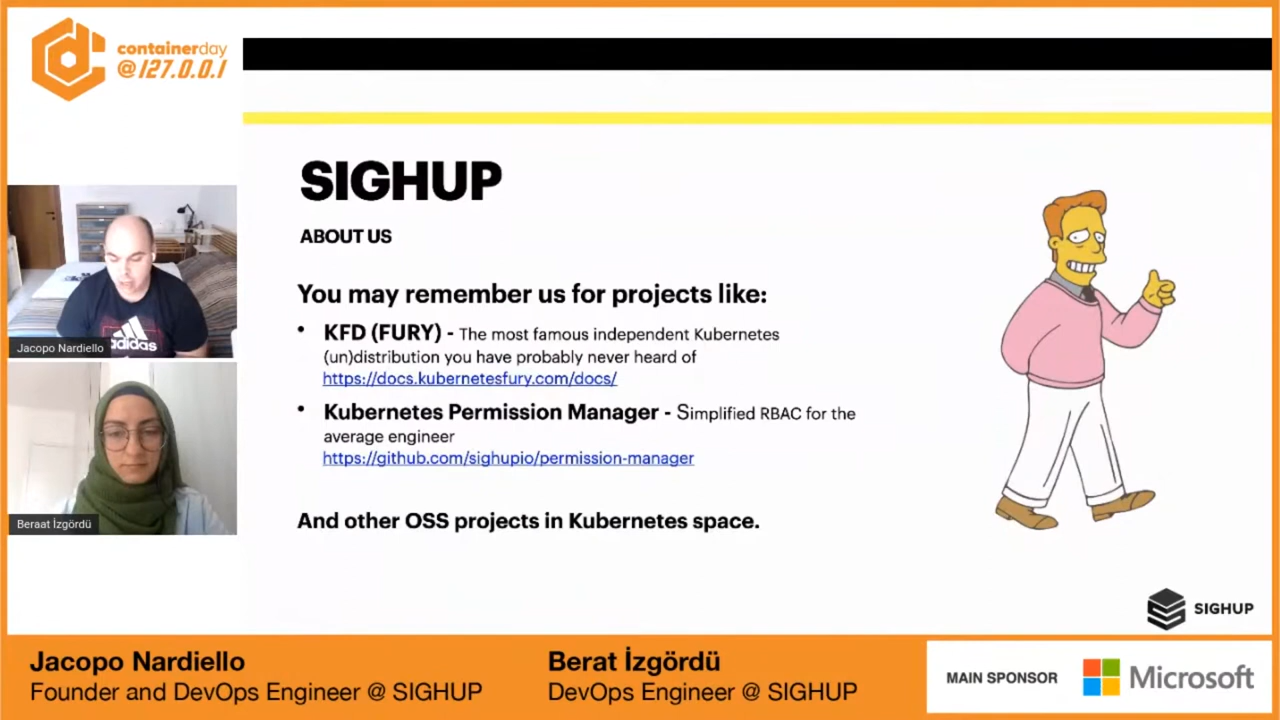 containerday
@127.0.0.1
SIGHUP
ABOUT US
You may remember us for projects like:
• KFD (FURY) - The most famous independent Kubernetes
(un)distribution you have probably never heard of
https://docs.kubernetesfury.com/docs/
• Kubernetes Permission Manager - Simplified RBAC for the
average engineer
https://github.com/sighupio/permission-manager
And other OSS projects in Kubernetes space.
SIGHUP
adidas
Jacopo Nardiello
Beraat İzgördü
Jacopo Nardiello
Founder and DevOps Engineer @ SIGHUP
Berat İzgördü
DevOps Engineer @ SIGHUP
MAIN SPONSOR
Microsoft